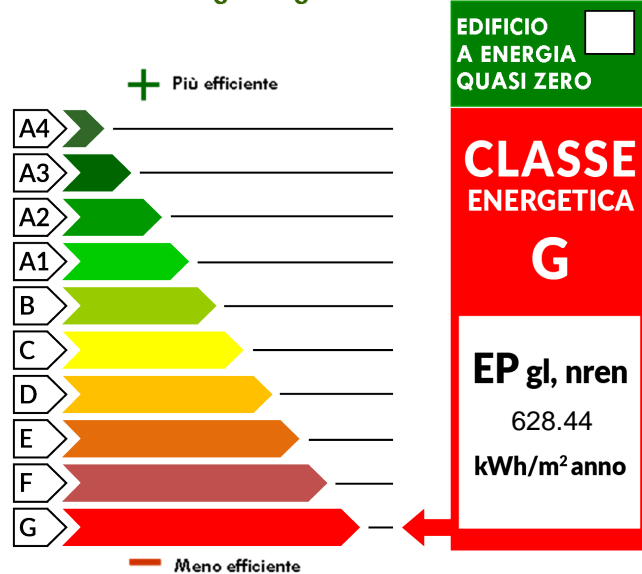 EDIFICIO
A ENERGIA
QUASI ZERO
Più efficiente
A4
A3
A2
A1
B
C
D
E
F
G
Meno efficiente
CLASSE
ENERGETICA
G
EP gl, nren
628.44
kWh/m² anno